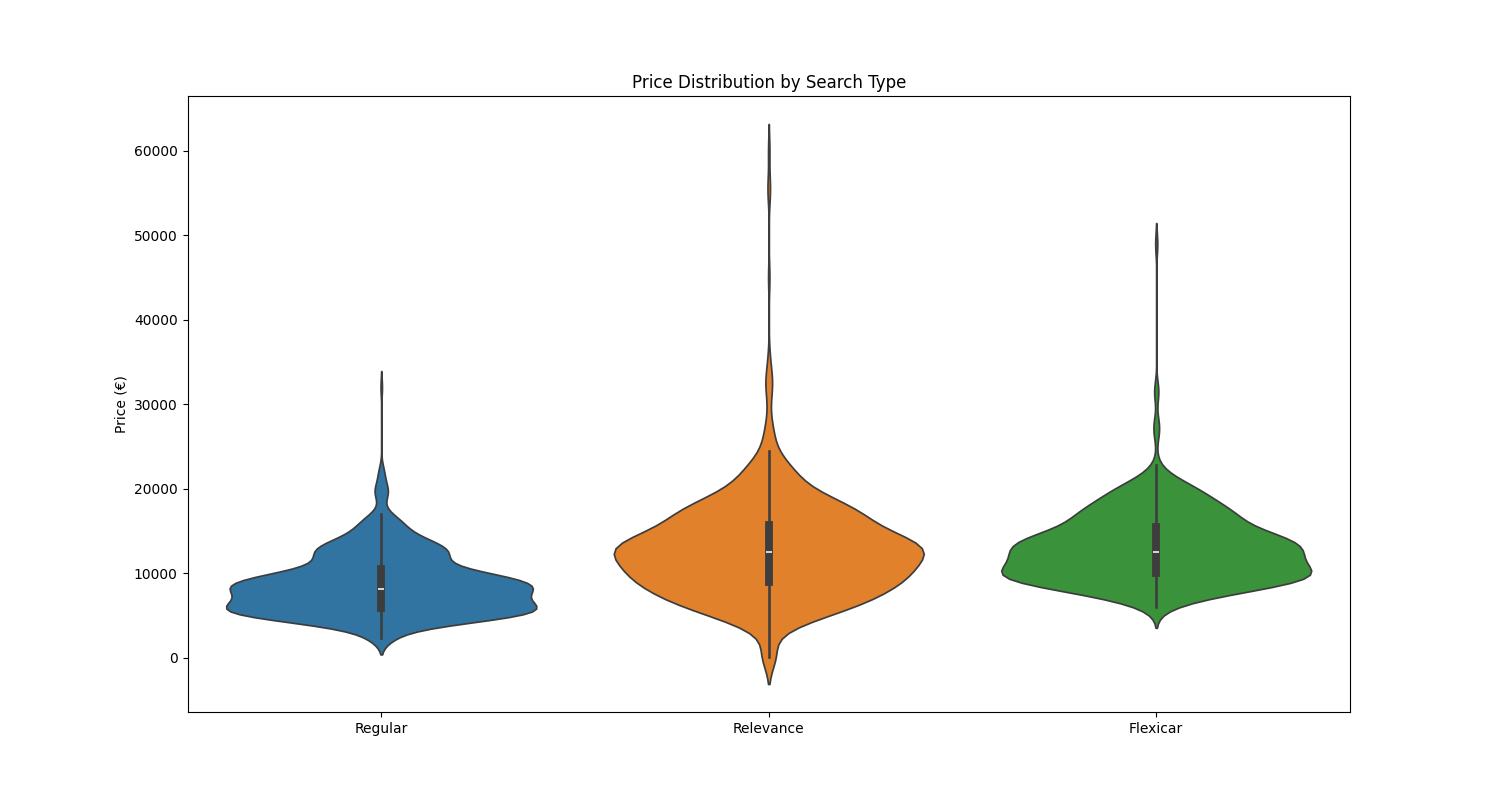 Price Distribution by Search Type
Price (€)
60000
50000
40000
30000
20000
10000
0
Regular
Relevance
Flexicar